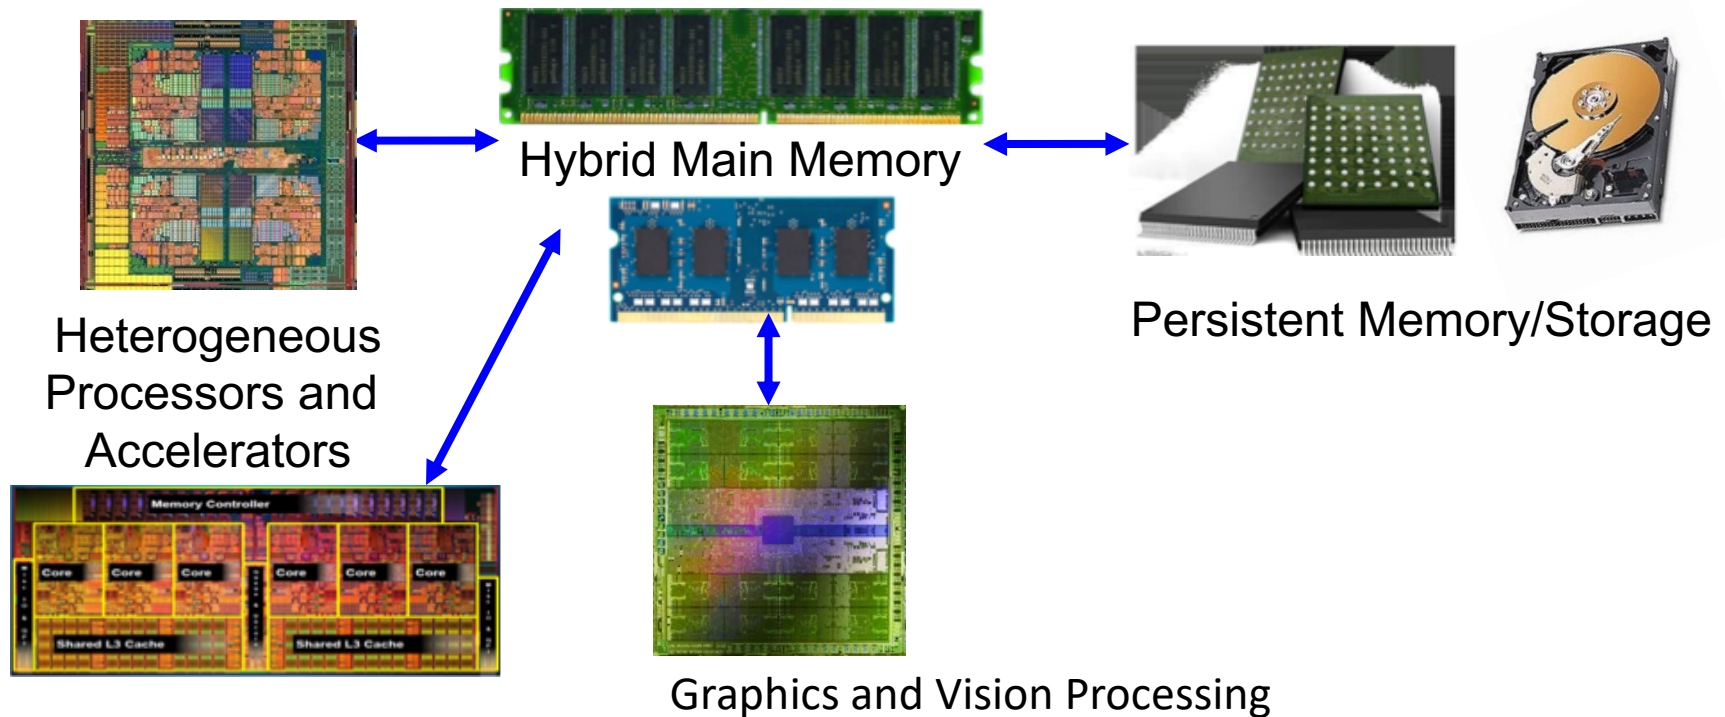 Hybrid Main Memory
Heterogeneous
Processors and
Accelerators
Persistent Memory/Storage
Memory Controller
Core
Core
Core
Core
Core
Core
Shared L3 Cache
Shared L3 Cache
Graphics and Vision Processing